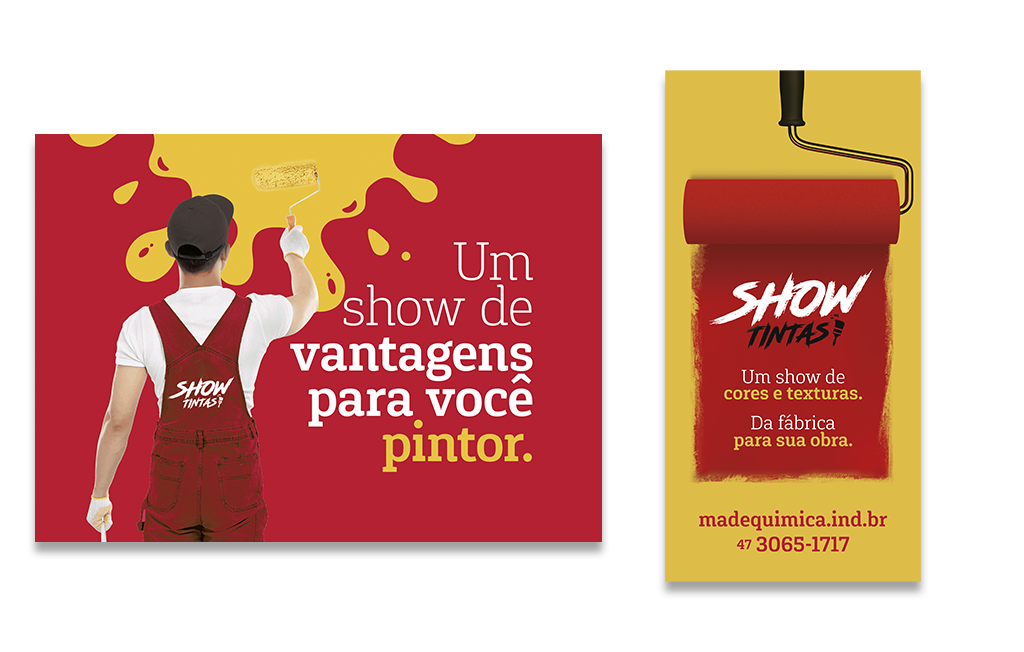 Um
show de
vantagens
para você
pintor.
SHOW
TINTAS
SHOW
TINTAS
Um show de
cores e texturas.
Da fábrica
para sua obra.
madequimica.ind.br
47 3065-1717